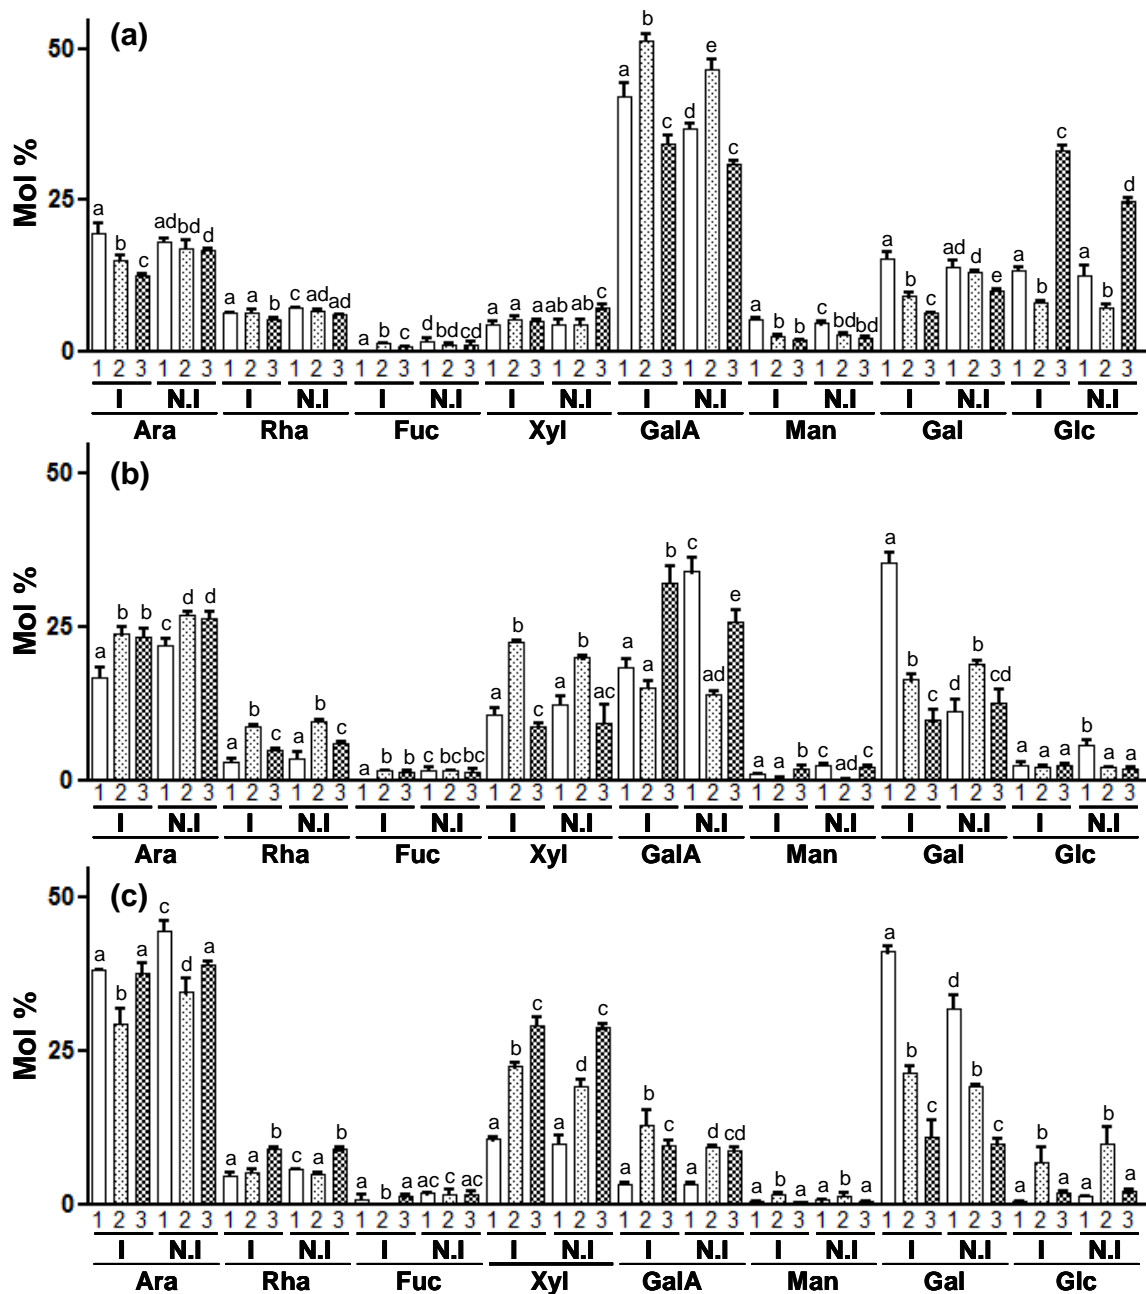 (a)
Mol %
50
25
0
a b c ad bd d a a b c ad ad a b c d bd cd a a a ab ab c a b c d e c a b b c bd bd a b c ad d e a b c a b d
1 2 3 1 2 3 1 2 3 1 2 3 1 2 3 1 2 3 1 2 3 1 2 3 1 2 3 1 2 3 1 2 3 1 2 3 1 2 3 1 2 3 1 2 3 1 2 3
I N.I I N.I I N.I I N.I I N.I I N.I I N.I I N.I
Ara Rha Fuc Xyl GalA Man Gal Glc
(b)
Mol %
50
25
0
a b b c d d a b c a b c a b b c bc bc a b c a b ac a a b c ad e a a b c ad c a b c d b cd a a a b a a
1 2 3 1 2 3 1 2 3 1 2 3 1 2 3 1 2 3 1 2 3 1 2 3 1 2 3 1 2 3 1 2 3 1 2 3 1 2 3 1 2 3 1 2 3 1 2 3
I N.I I N.I I N.I I N.I I N.I I N.I I N.I I N.I
Ara Rha Fuc Xyl GalA Man Gal Glc
(c)
Mol %
50
25
0
a b a c d a a a b c a b a b a ac c ac a b c a d c a b c a d cd a b a a b a a b c d b c a b a a b a
1 2 3 1 2 3 1 2 3 1 2 3 1 2 3 1 2 3 1 2 3 1 2 3 1 2 3 1 2 3 1 2 3 1 2 3 1 2 3 1 2 3 1 2 3 1 2 3
I N.I I N.I I N.I I N.I I N.I I N.I I N.I I N.I
Ara Rha Fuc Xyl GalA Man Gal Glc